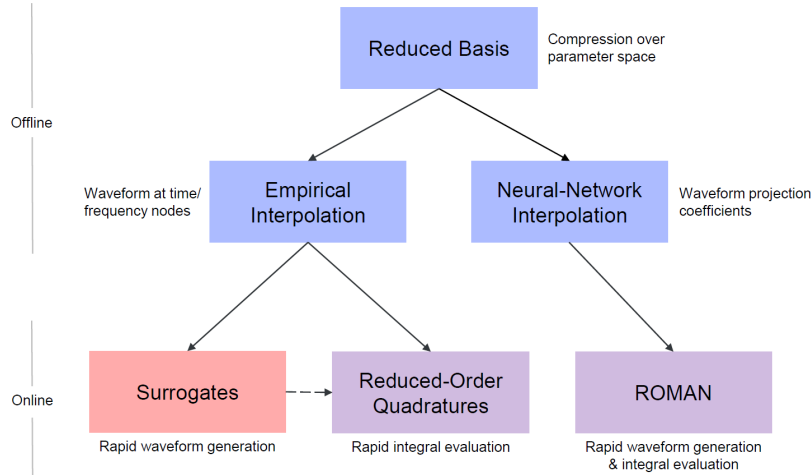 Reduced Basis
Compression over
parameter space
Offline
Waveform at time/
frequency nodes
Empirical
Interpolation
Neural-Network
Interpolation
Waveform projection
coefficients
Online
Surrogates
Reduced-Order
Quadratures
ROMAN
Rapid waveform generation
Rapid integral evaluation
Rapid waveform generation
& integral evaluation